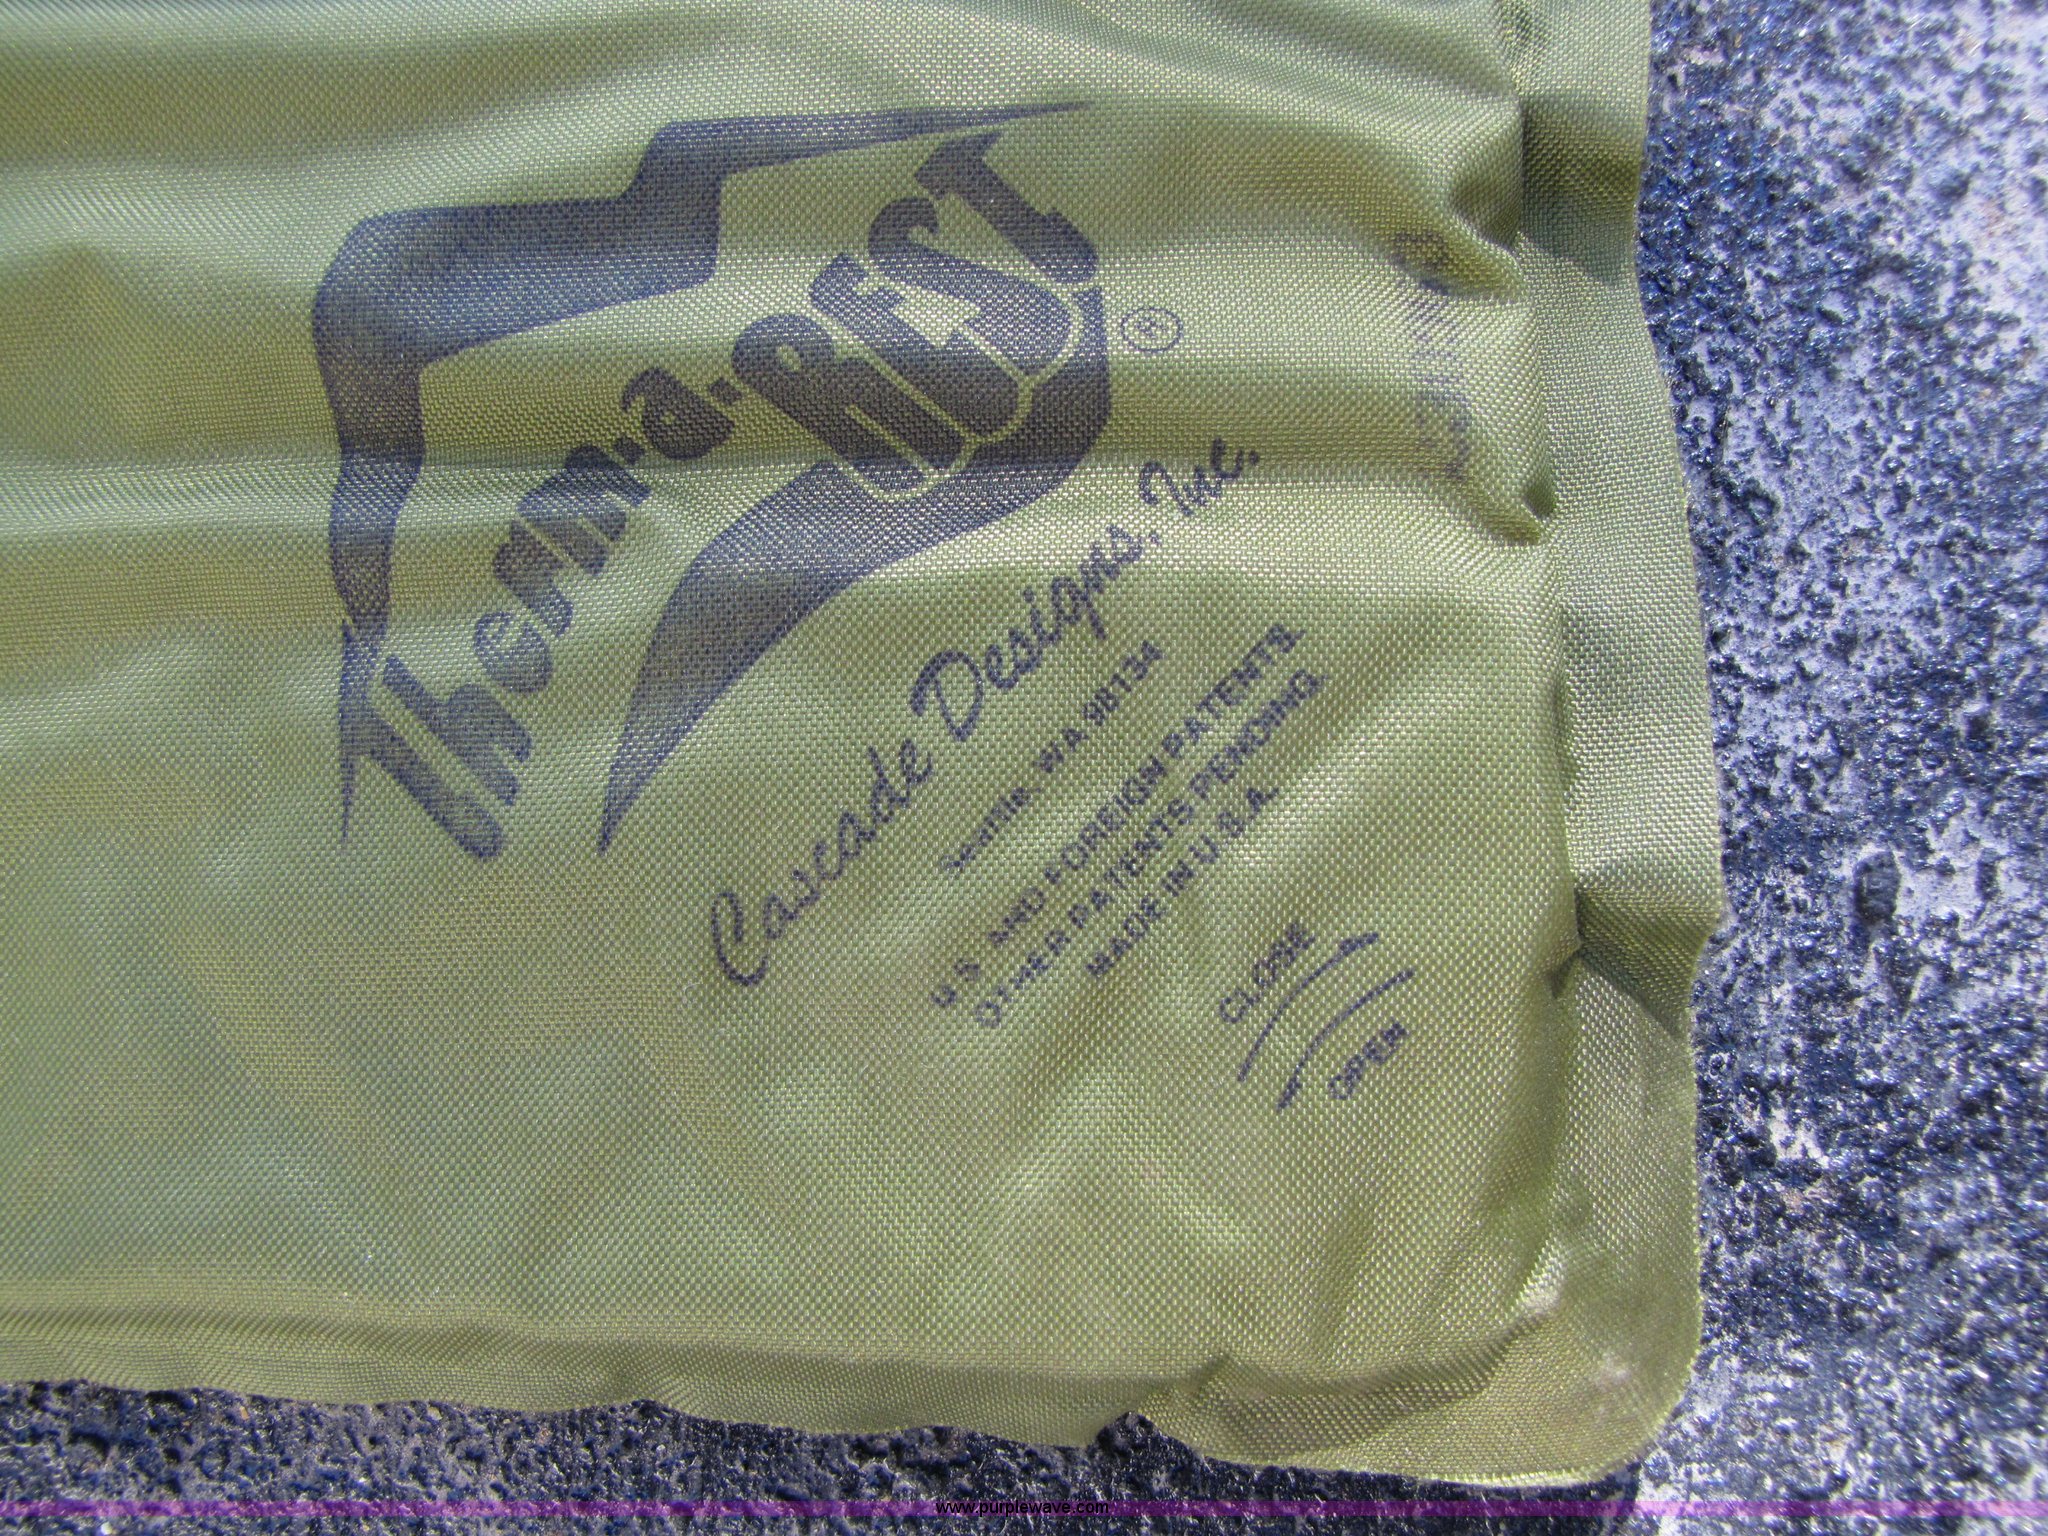 Therm·a·Rest®
Cascade Designs, Inc.
Seattle WA 98134
U.S. AND FOREIGN PATENTS
OTHER PATENTS PENDING
MADE IN U.S.A.
CLOSE
OPEN
www.purplewave.com